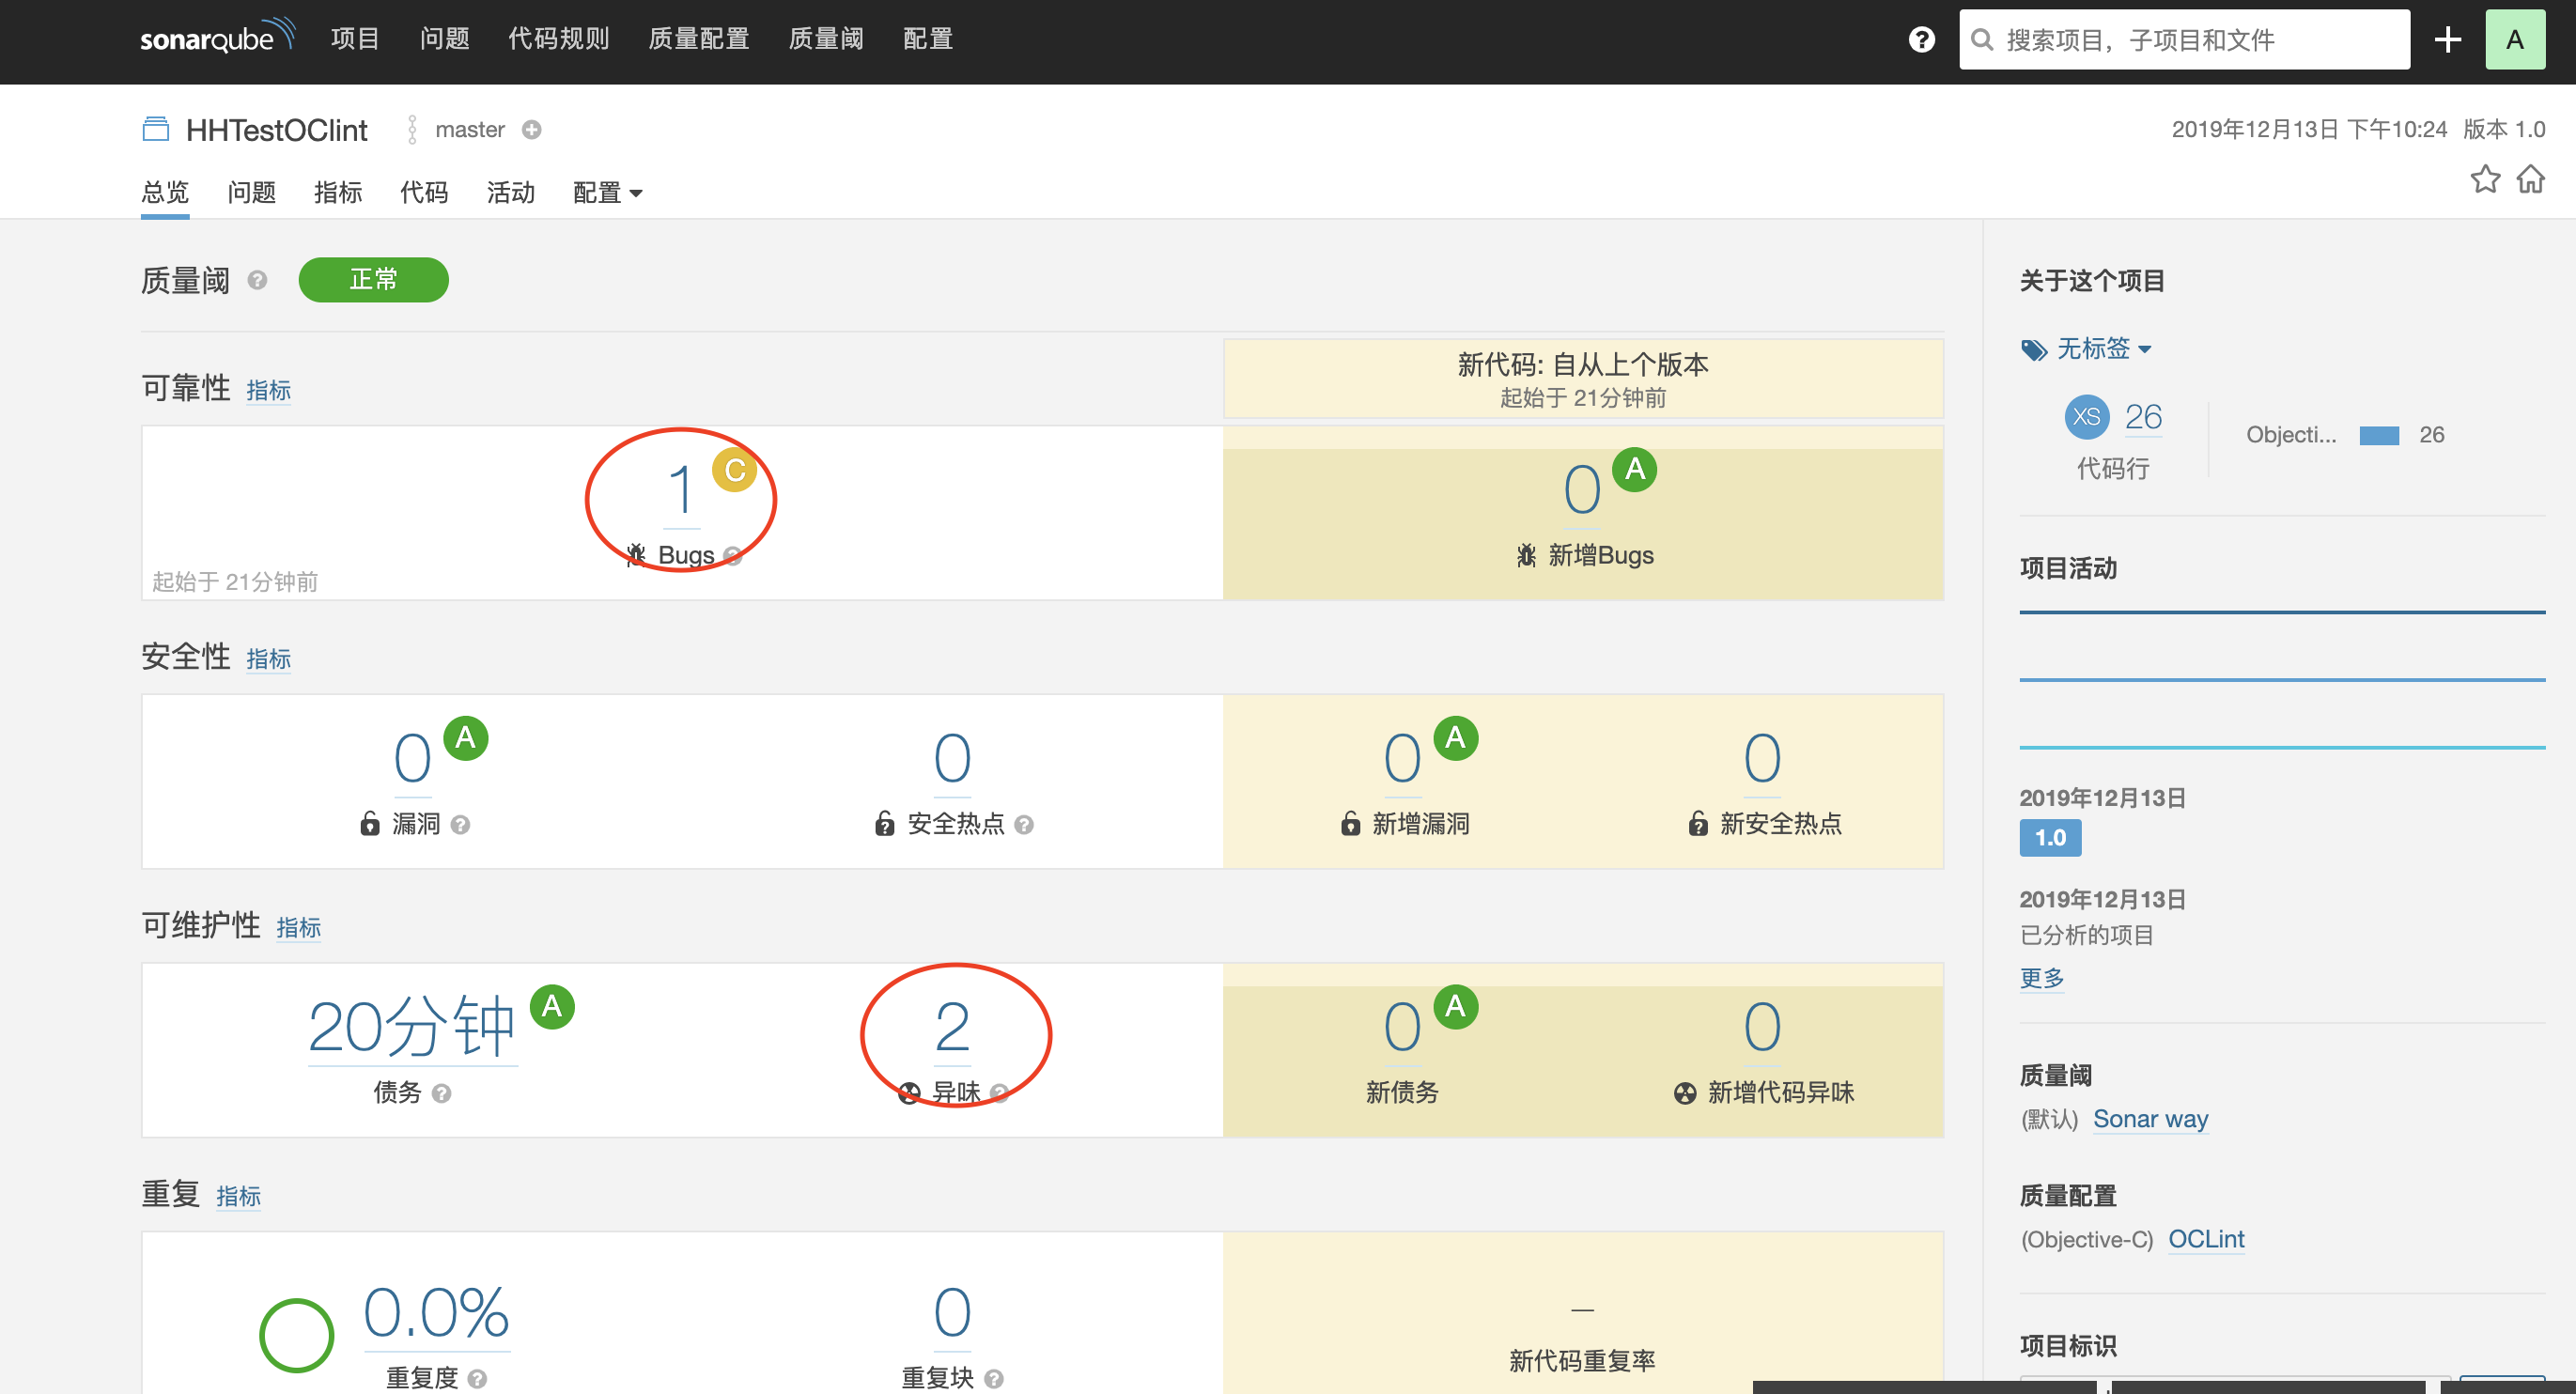 sonarqube 项目 问题 代码规则 质量配置 质量阈 配置 ? 搜索项目，子项目和文件 A
HHTestOClint master 2019年12月13日 下午10:24 版本 1.0
总览 问题 指标 代码 活动 配置
质量阈 ? 正常
可靠性 指标
新代码: 自从上个版本
起始于 21分钟前
1 C
Bugs ?
起始于 21分钟前
0 A
新增Bugs
安全性 指标
0 A
漏洞 ?
0
安全热点 ?
0 A
新增漏洞
0
新安全热点
可维护性 指标
20分钟 A
债务 ?
2
异味 ?
0 A
新债务
0
新增代码异味
重复 指标
0.0%
重复度 ?
0
重复块 ?
—
新代码重复率
关于这个项目
无标签
XS 26
代码行
Objecti... 26
项目活动
2019年12月13日
1.0
2019年12月13日
已分析的项目
更多
质量阈
(默认) Sonar way
质量配置
(Objective-C) OCLint
项目标识